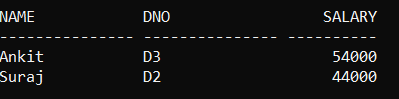 NAME            DNO                 SALARY
--------------- --------------- ----------
Ankit           D3                   54000
Suraj           D2                   44000